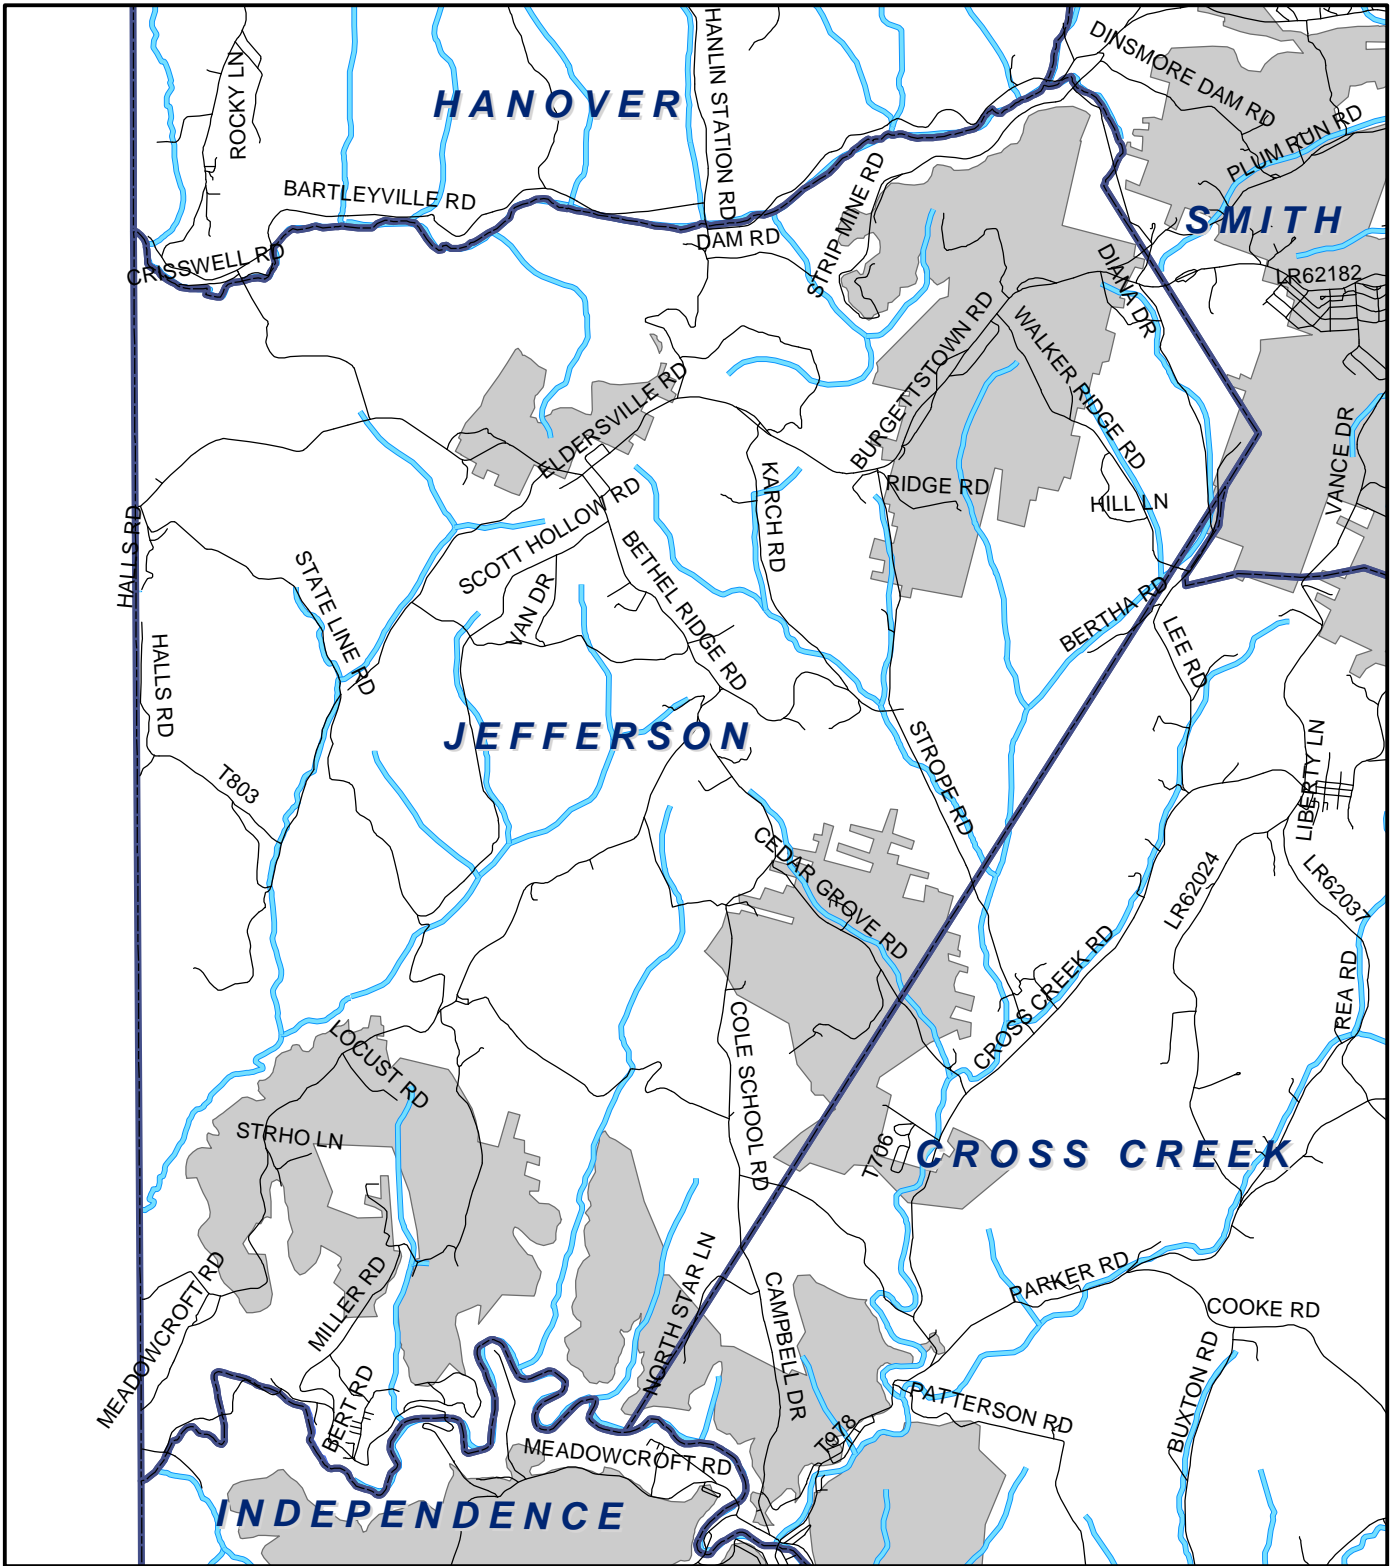 HANLIN STATION RD
DINSMORE DAM RD
ROCKY LN
HANOVER
PLUM RUN RD
STRIP MINE RD
BARTLEYVILLE RD
SMITH
DAM RD
CRISSWELL RD
DIANA DR
LR62182
WALKER RIDGE RD
BURGETTSTOWN RD
ELDERSVILLE RD
VANCE DR
KARCH RD
RIDGE RD
HILL LN
HALLS RD
SCOTT HOLLOW RD
BETHEL RIDGE RD
STATE LINE RD
VAN DR
BERTHA RD
LEE RD
HALLS RD
JEFFERSON
STROPE RD
LIBERTY LN
T803
CEDAR GROVE RD
LR62024
LR62037
CROSS CREEK RD
REA RD
COLE SCHOOL RD
LOCUST RD
STRHO LN
T706
CROSS CREEK
NORTH STAR LN
MEADOWCROFT RD
MILLER RD
PARKER RD
CAMPBELL DR
COOKE RD
BUXTON RD
BERT RD
PATTERSON RD
T978
MEADOWCROFT RD
INDEPENDENCE